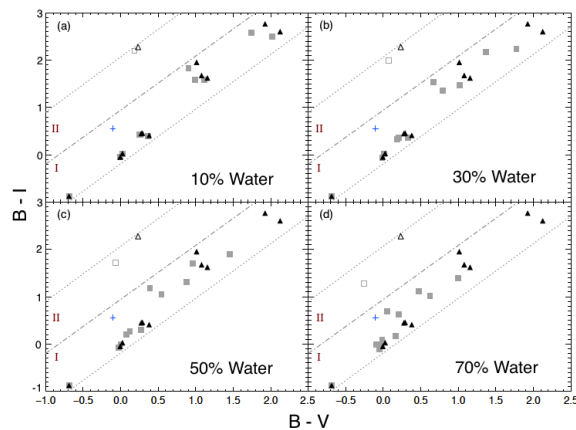 (a)
(b)
3
2
1
0
II
I
10% Water
II
I
30% Water
B - I
(c)
(d)
3
2
1
0
-1
II
I
50% Water
II
I
70% Water
-1.0 -0.5 0.0 0.5 1.0 1.5 2.0 2.5
-0.5 0.0 0.5 1.0 1.5 2.0 2.5
B - V